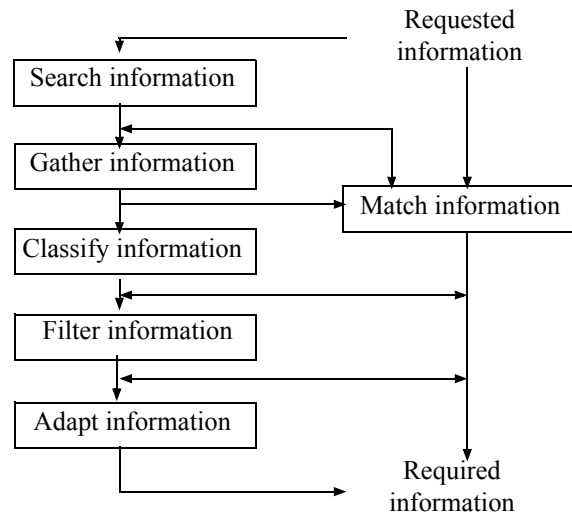 Requested
information
Search information
Gather information
Match information
Classify information
Filter information
Adapt information
Required
information